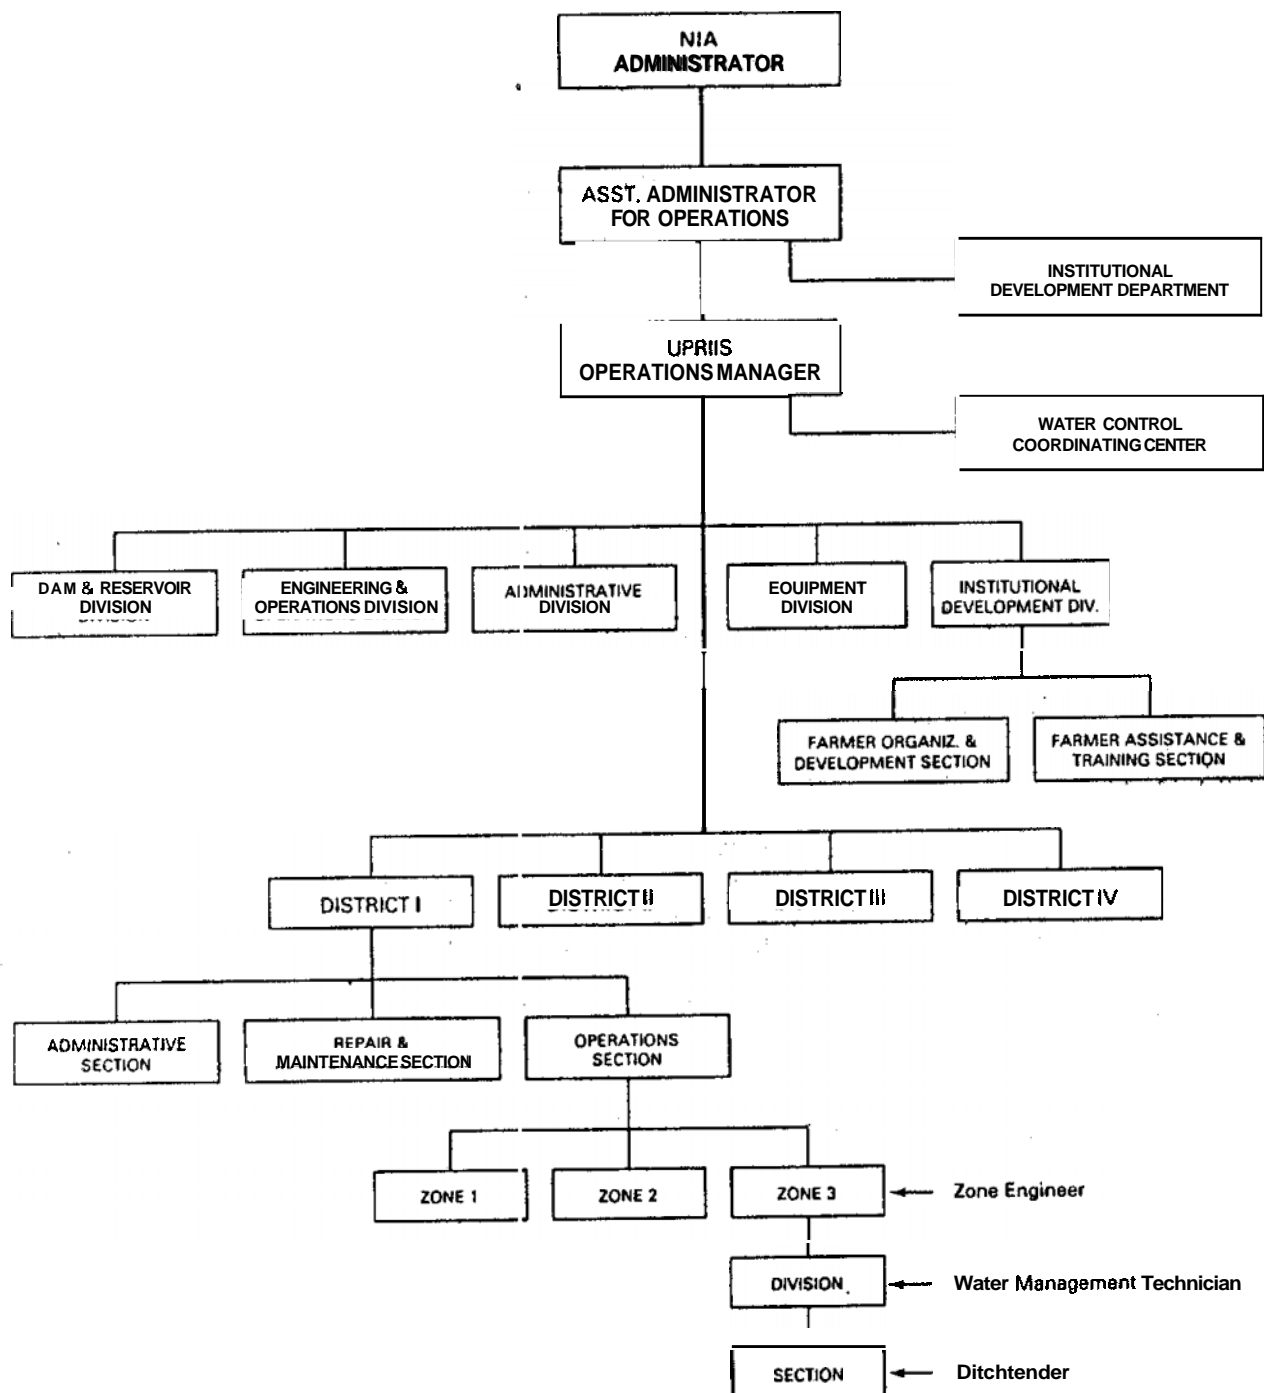 NIA
ADMINISTRATOR
ASST. ADMINISTRATOR
FOR OPERATIONS
INSTITUTIONAL
DEVELOPMENT DEPARTMENT
UPRIIS
OPERATIONS MANAGER
WATER CONTROL
COORDINATING CENTER
DAM & RESERVOIR
DIVISION
ENGINEERING &
OPERATIONS DIVISION
ADMINISTRATIVE
DIVISION
EQUIPMENT
DIVISION
INSTITUTIONAL
DEVELOPMENT DIV.
FARMER ORGANIZ. &
DEVELOPMENT SECTION
FARMER ASSISTANCE &
TRAINING SECTION
DISTRICT I
DISTRICT II
DISTRICT III
DISTRICT IV
ADMINISTRATIVE
SECTION
REPAIR &
MAINTENANCE SECTION
OPERATIONS
SECTION
ZONE 1
ZONE 2
ZONE 3
Zone Engineer
DIVISION
Water Management Technician
SECTION
Ditchtender